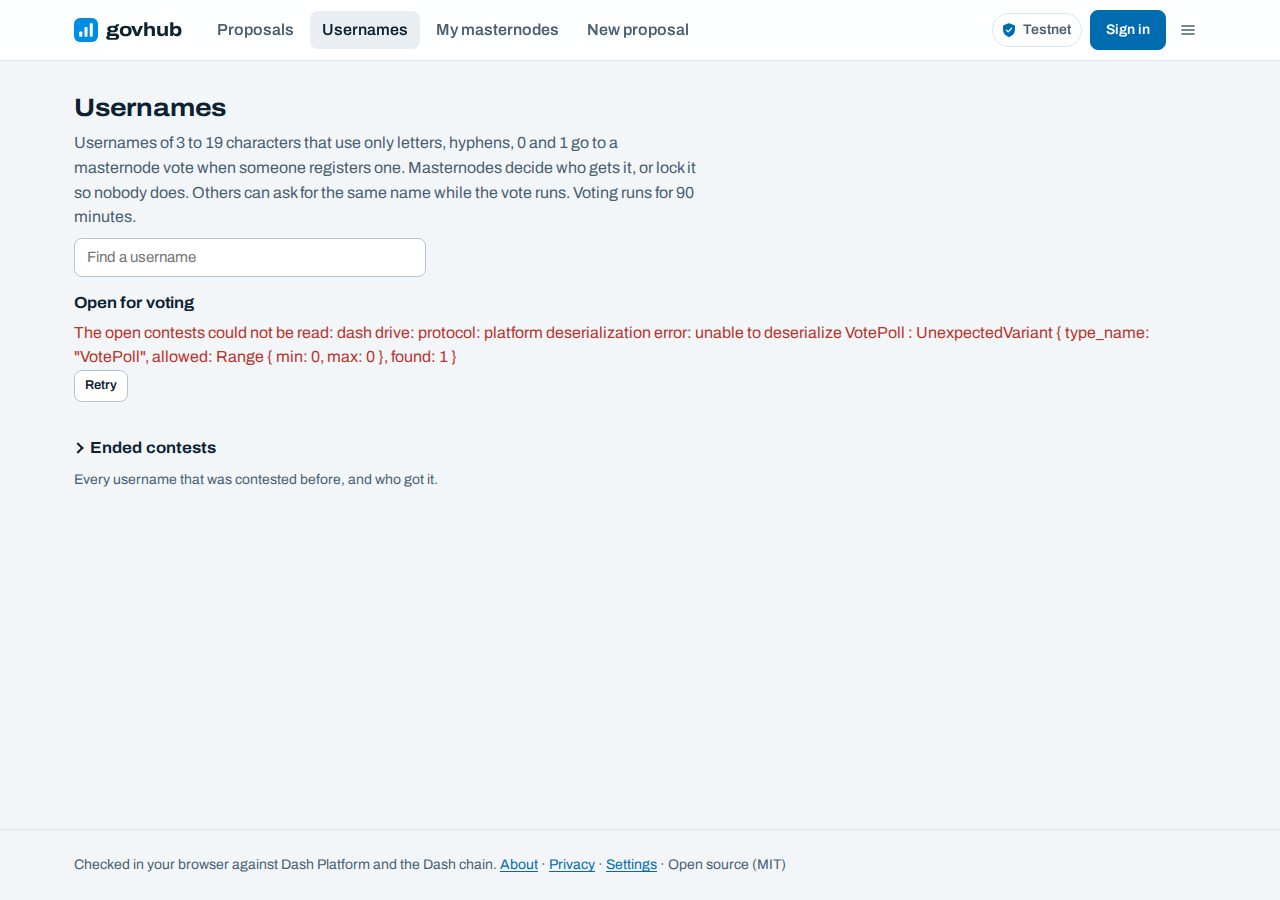 govhub
Proposals
Usernames
My masternodes
New proposal
Testnet
Sign in
Usernames
Usernames of 3 to 19 characters that use only letters, hyphens, 0 and 1 go to a
masternode vote when someone registers one. Masternodes decide who gets it, or lock it
so nobody does. Others can ask for the same name while the vote runs. Voting runs for 90
minutes.
Find a username
Open for voting
The open contests could not be read: dash drive: protocol: platform deserialization error: unable to deserialize VotePoll : UnexpectedVariant { type_name:
"VotePoll", allowed: Range { min: 0, max: 0 }, found: 1 }
Retry
Ended contests
Every username that was contested before, and who got it.
Checked in your browser against Dash Platform and the Dash chain. About · Privacy · Settings · Open source (MIT)